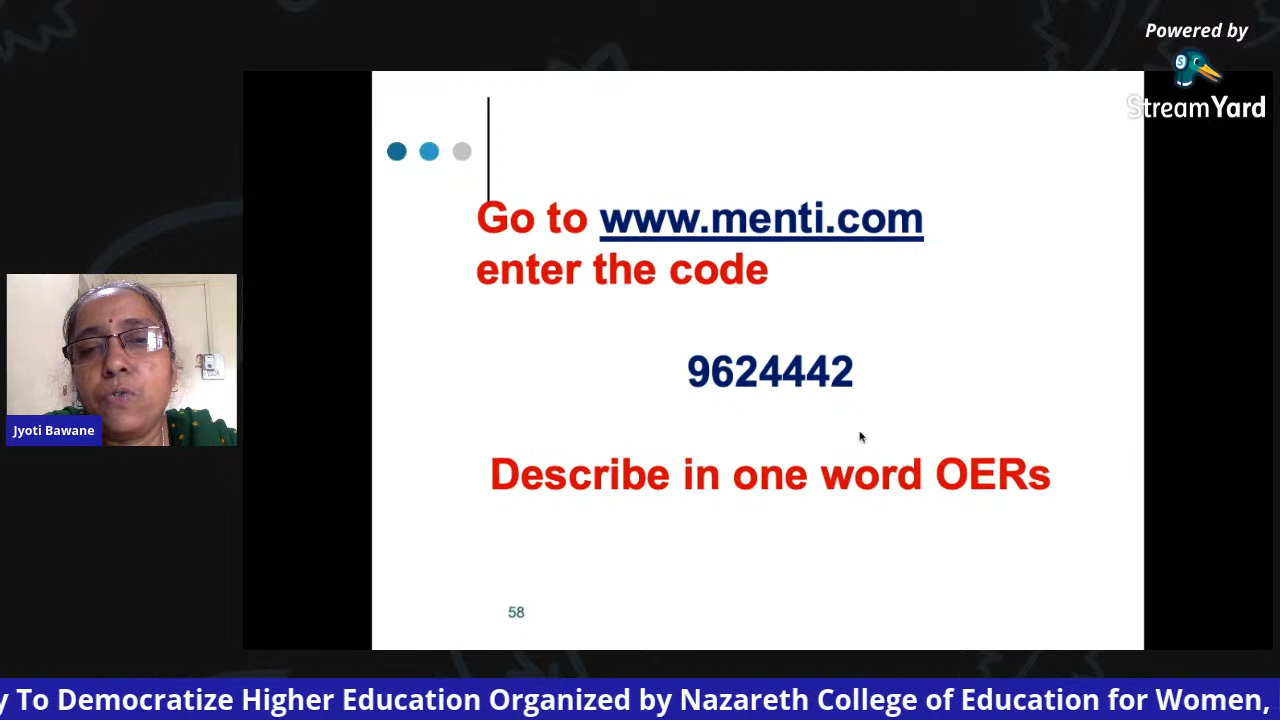 Powered by
StreamYard
Go to www.menti.com
enter the code
9624442
Describe in one word OERs
58
Jyoti Bawane
y To Democratize Higher Education Organized by Nazareth College of Education for Women,